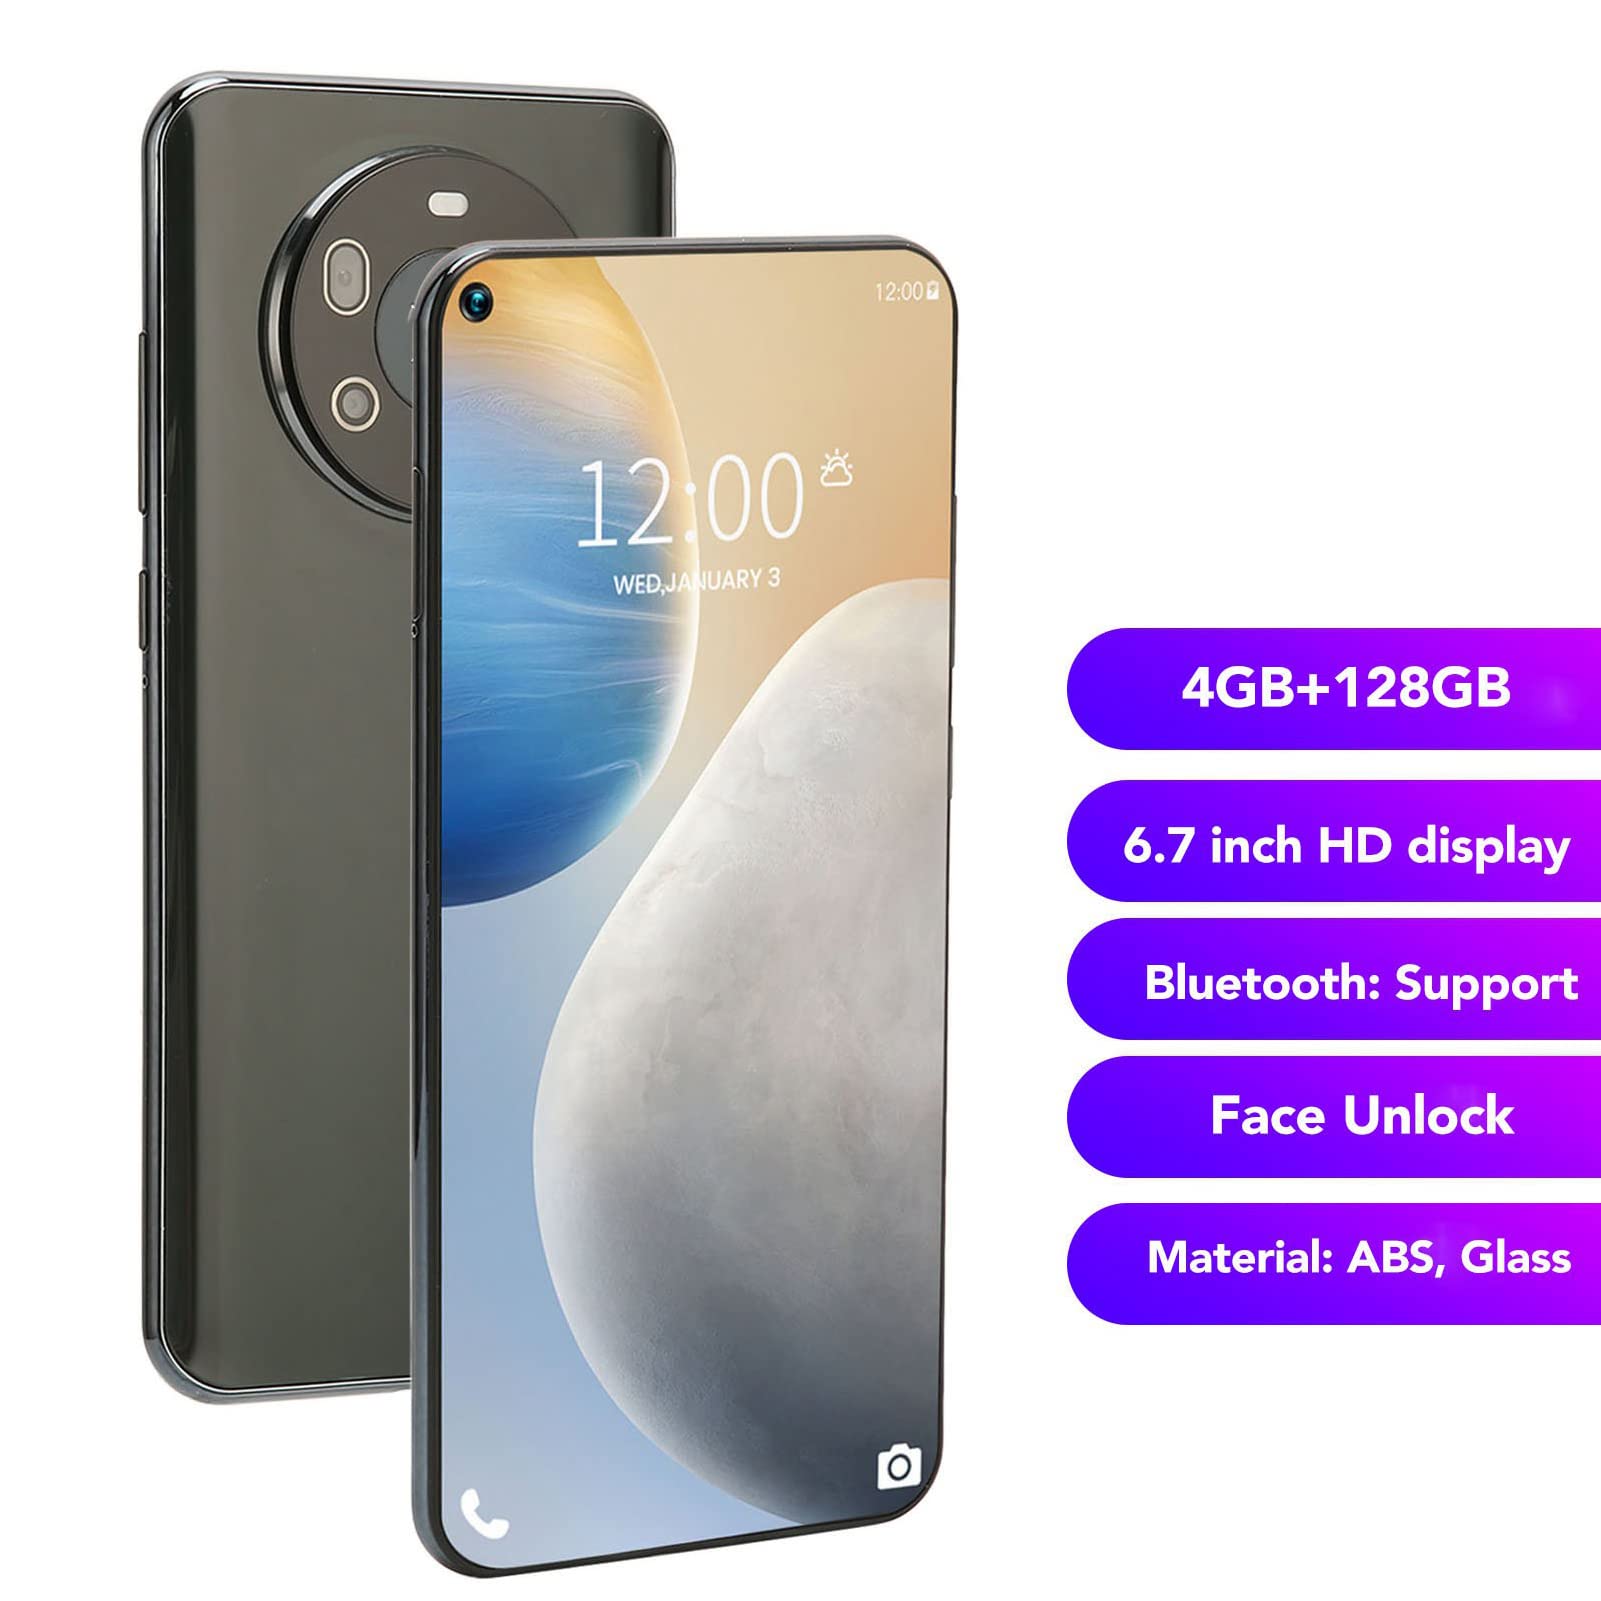 12:00
12:00
WED,JANUARY 3
4GB+128GB
6.7 inch HD display
Bluetooth: Support
Face Unlock
Material: ABS, Glass